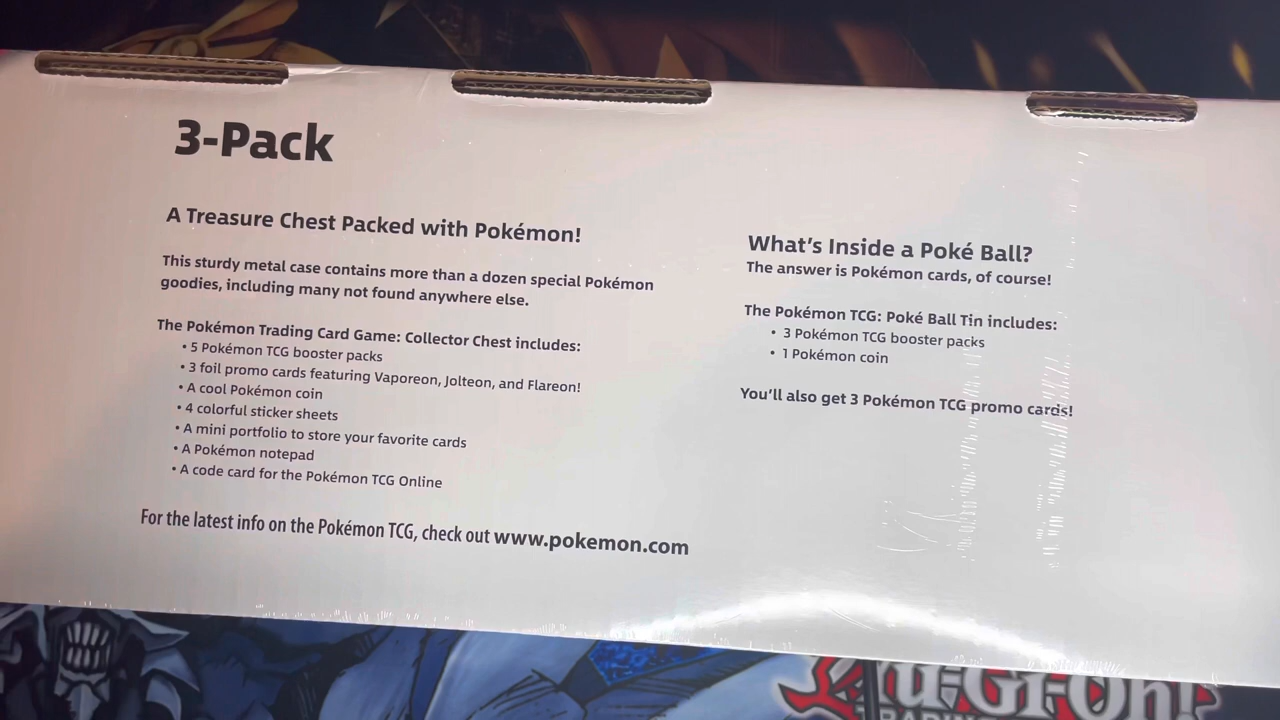 3-Pack
A Treasure Chest Packed with Pokémon!
This sturdy metal case contains more than a dozen special Pokémon
goodies, including many not found anywhere else.
The Pokémon Trading Card Game: Collector Chest includes:
• 5 Pokémon TCG booster packs
• 3 foil promo cards featuring Vaporeon, Jolteon, and Flareon!
• A cool Pokémon coin
• 4 colorful sticker sheets
• A mini portfolio to store your favorite cards
• A Pokémon notepad
• A code card for the Pokémon TCG Online
For the latest info on the Pokémon TCG, check out www.pokemon.com
What's Inside a Poké Ball?
The answer is Pokémon cards, of course!
The Pokémon TCG: Poké Ball Tin includes:
• 3 Pokémon TCG booster packs
• 1 Pokémon coin
You'll also get 3 Pokémon TCG promo cards!
Yu-Gi-Oh!